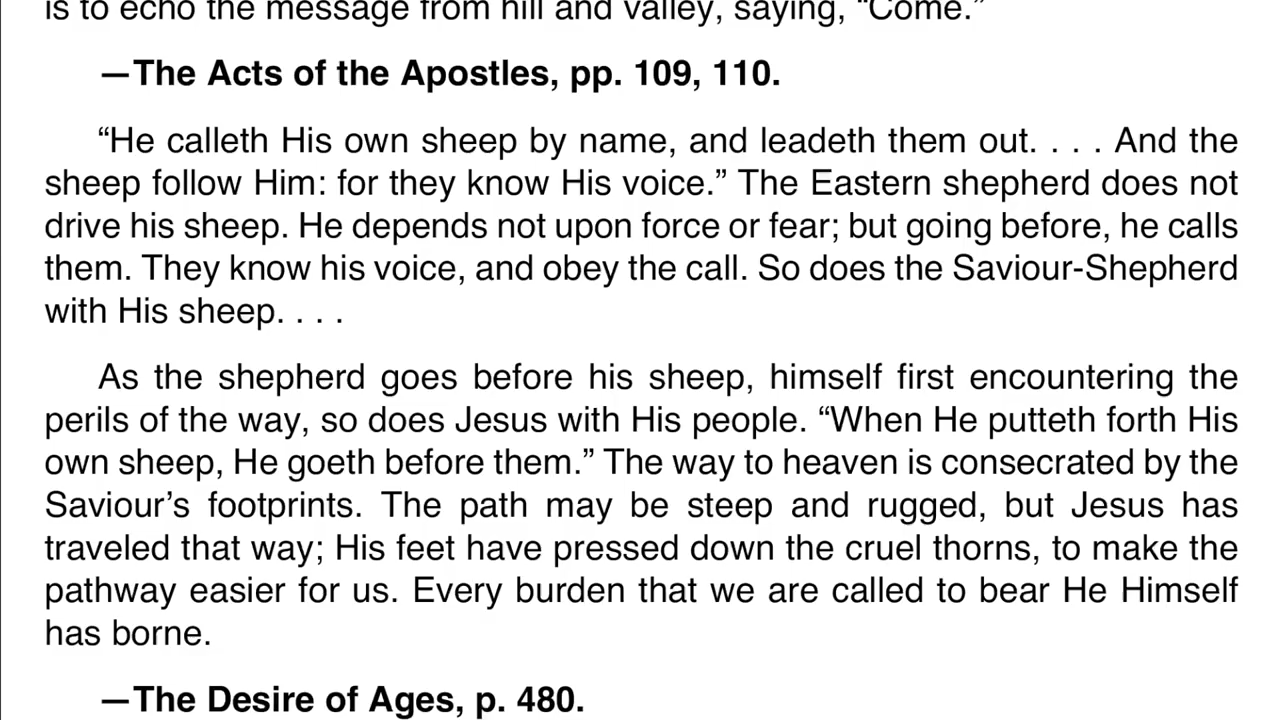 is to echo the message from hill and valley, saying, “Come.”
—The Acts of the Apostles, pp. 109, 110.
“He calleth His own sheep by name, and leadeth them out. . . . And the
sheep follow Him: for they know His voice.” The Eastern shepherd does not
drive his sheep. He depends not upon force or fear; but going before, he calls
them. They know his voice, and obey the call. So does the Saviour-Shepherd
with His sheep. . . .
As the shepherd goes before his sheep, himself first encountering the
perils of the way, so does Jesus with His people. “When He putteth forth His
own sheep, He goeth before them.” The way to heaven is consecrated by the
Saviour’s footprints. The path may be steep and rugged, but Jesus has
traveled that way; His feet have pressed down the cruel thorns, to make the
pathway easier for us. Every burden that we are called to bear He Himself
has borne.
—The Desire of Ages, p. 480.